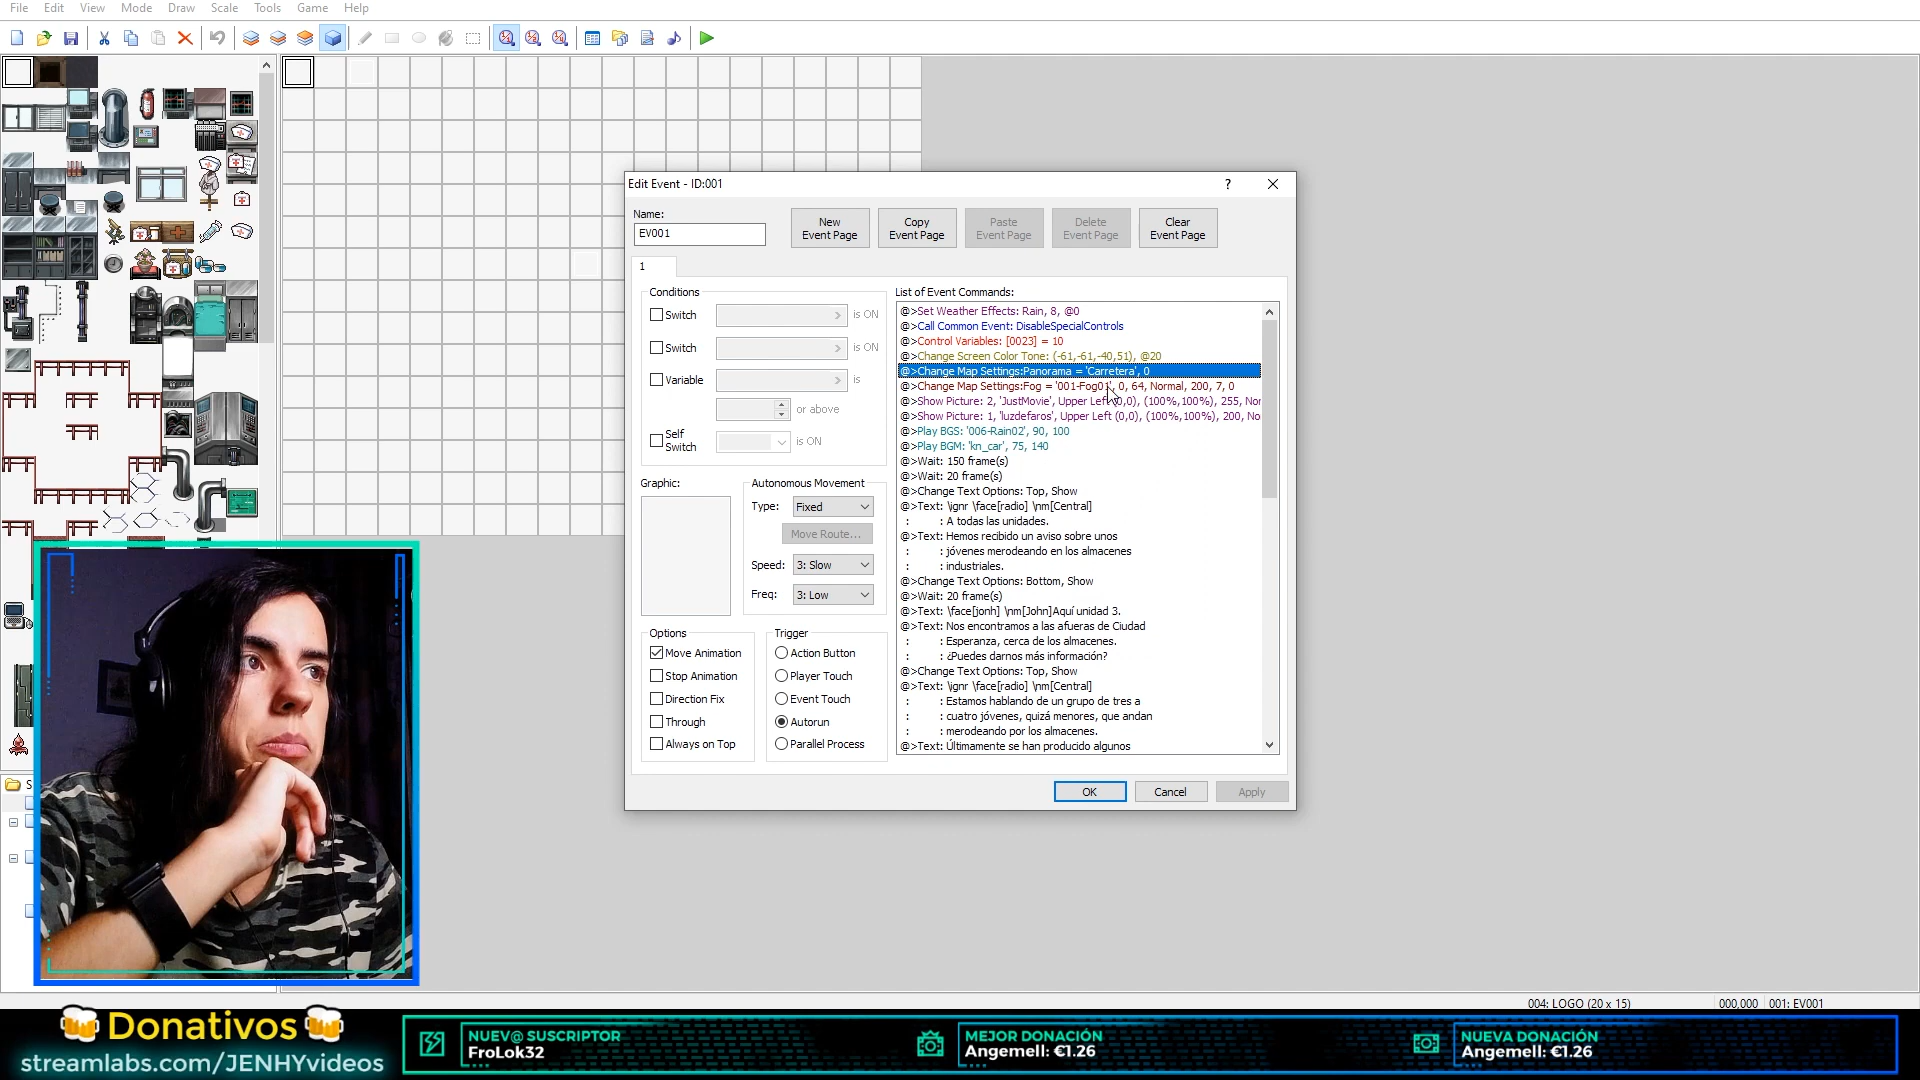 File Edit View Mode Draw Scale Tools Game Help
Edit Event - ID:001
?
Name:
EV001
New
Event Page
Copy
Event Page
Paste
Event Page
Delete
Event Page
Clear
Event Page
1
Conditions
Switch is ON
Switch is ON
Variable is
or above
Self
Switch
is ON
Graphic:
Autonomous Movement
Type: Fixed
Move Route...
Speed: 3: Slow
Freq: 3: Low
Options
Move Animation
Stop Animation
Direction Fix
Through
Always on Top
Trigger
Action Button
Player Touch
Event Touch
Autorun
Parallel Process
List of Event Commands:
@>Set Weather Effects: Rain, 8, @0
@>Call Common Event: DisableSpecialControls
@>Control Variables: [0023] = 10
@>Change Screen Color Tone: (-61,-61,-40,51), @20
@>Change Map Settings:Panorama = 'Carretera', 0
@>Change Map Settings:Fog = '001-Fog01', 0, 64, Normal, 200, 7, 0
@>Show Picture: 2, 'JustMovie', Upper Left (0,0), (100%,100%), 255, Nor
@>Show Picture: 1, 'luzdefaros', Upper Left (0,0), (100%,100%), 200, No
@>Play BGS: '006-Rain02', 90, 100
@>Play BGM: 'kn_car', 75, 140
@>Wait: 150 frame(s)
@>Wait: 20 frame(s)
@>Change Text Options: Top, Show
@>Text: \ignr \face[radio] \nm[Central]
: : A todas las unidades.
@>Text: Hemos recibido un aviso sobre unos
: : jóvenes merodeando en los almacenes
: : industriales.
@>Change Text Options: Bottom, Show
@>Wait: 20 frame(s)
@>Text: \face[jonh] \nm[John]Aquí unidad 3.
@>Text: Nos encontramos a las afueras de Ciudad
: : Esperanza, cerca de los almacenes.
: : ¿Puedes darnos más información?
@>Change Text Options: Top, Show
@>Text: \ignr \face[radio] \nm[Central]
: : Estamos hablando de un grupo de tres a
: : cuatro jóvenes, quizá menores, que andan
: : merodeando por los almacenes.
@>Text: Últimamente se han producido algunos
OK
Cancel
Apply
S
004: LOGO (20 x 15)
000,000
001: EV001
Donativos
streamlabs.com/JENHYvideos
NUEV@ SUSCRIPTOR
FroLok32
MEJOR DONACIÓN
Angemell: €1.26
NUEVA DONACIÓN
Angemell: €1.26